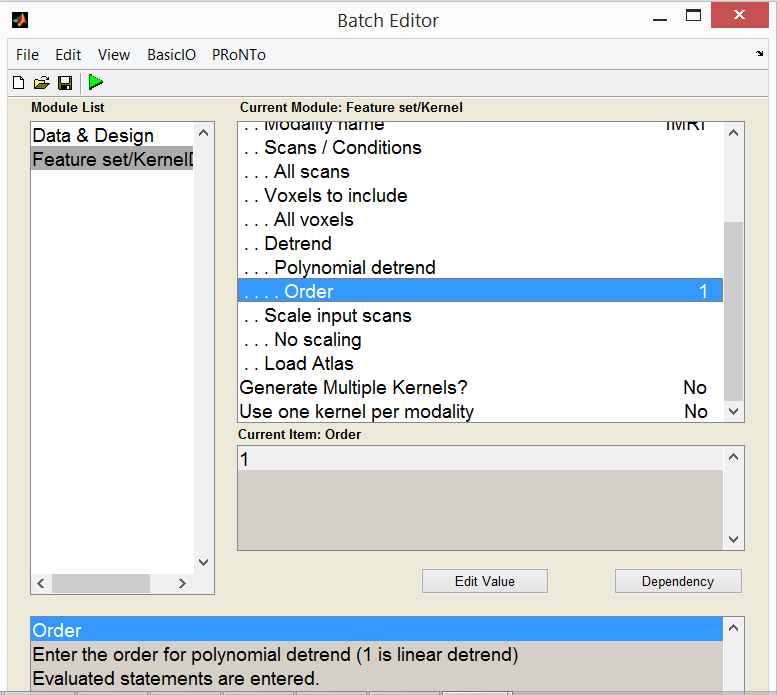 Batch Editor
File Edit View BasicIO PRoNTo
Module List
Data & Design
Feature set/KernelD
Current Module: Feature set/Kernel
. . Modality name fMRI
. . Scans / Conditions
. . . All scans
. . Voxels to include
. . . All voxels
. . Detrend
. . . Polynomial detrend
. . . . Order 1
. . Scale input scans
. . . No scaling
. . Load Atlas
Generate Multiple Kernels? No
Use one kernel per modality No
Current Item: Order
1
Edit Value Dependency
Order
Enter the order for polynomial detrend (1 is linear detrend)
Evaluated statements are entered.